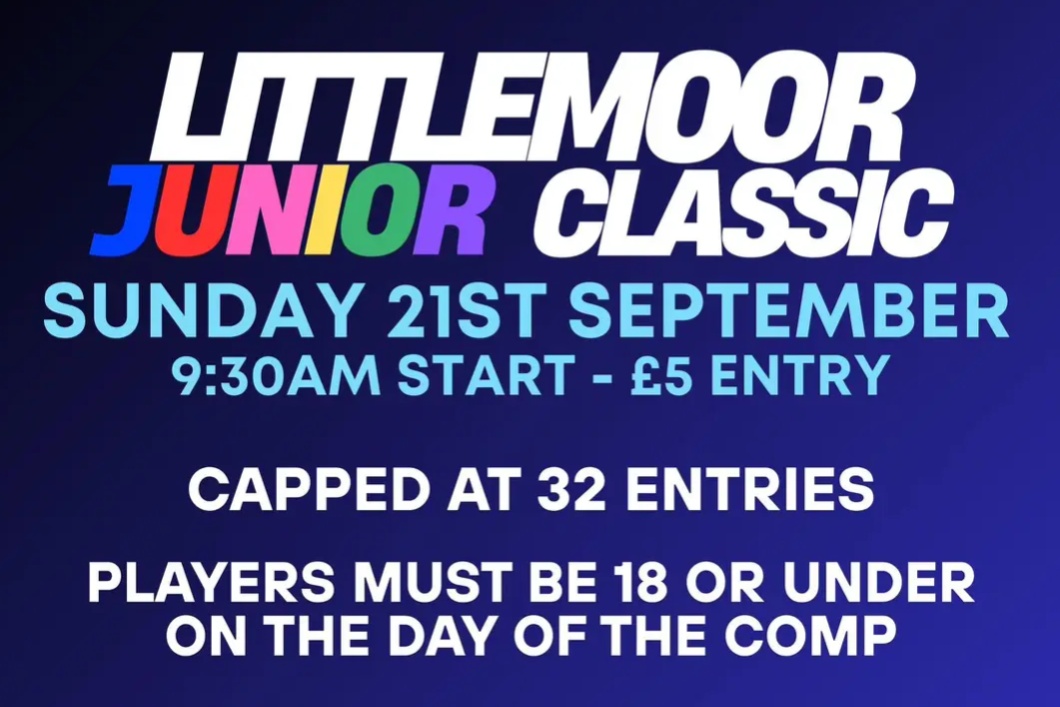 LITTLEMOOR
JUNIOR CLASSIC
SUNDAY 21ST SEPTEMBER
9:30AM START - £5 ENTRY
CAPPED AT 32 ENTRIES
PLAYERS MUST BE 18 OR UNDER
ON THE DAY OF THE COMP